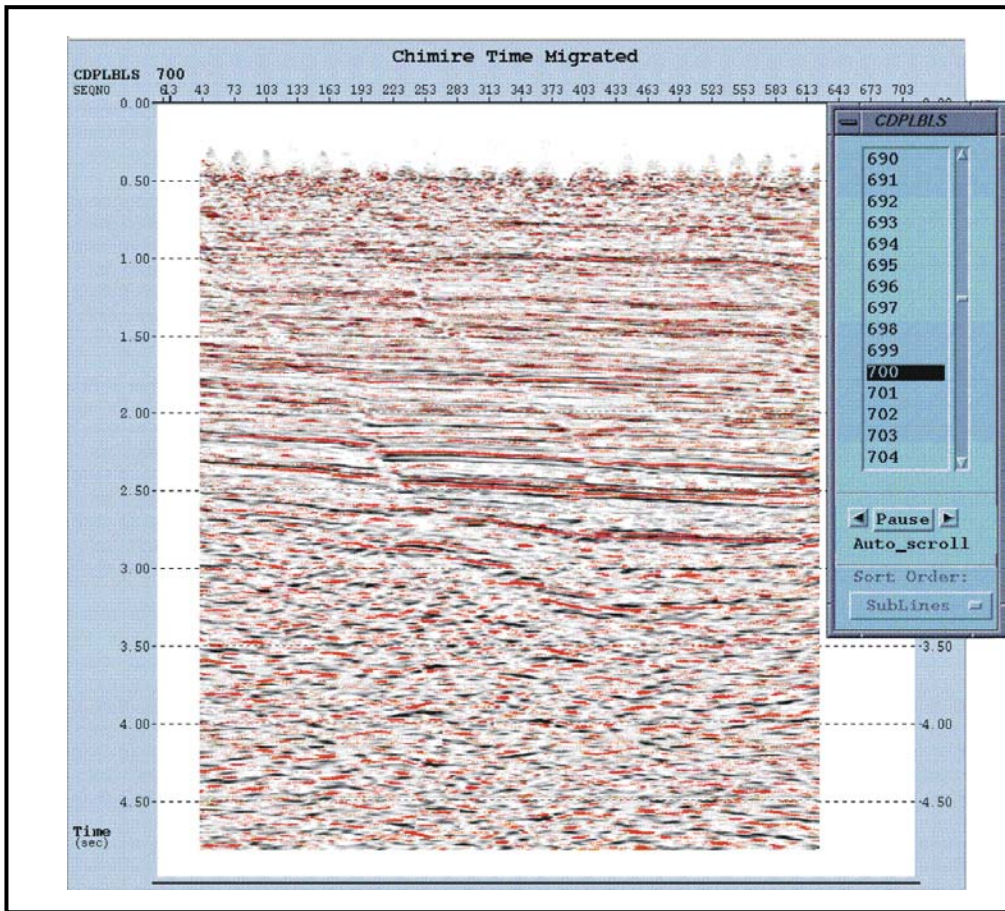 Chimire Time Migrated
CDPLBLS 700
SEQNO 13 43 73 103 133 163 193 223 253 283 313 343 373 403 433 463 493 523 553 583 613 643 673 703
0.00
0.50
1.00
1.50
2.00
2.50
3.00
3.50
4.00
4.50
Time
(sec)
CDPLBLS
690
691
692
693
694
695
696
697
698
699
700
701
702
703
704
Pause
Auto_scroll
Sort Order:
SubLines
3.50
4.00
4.50